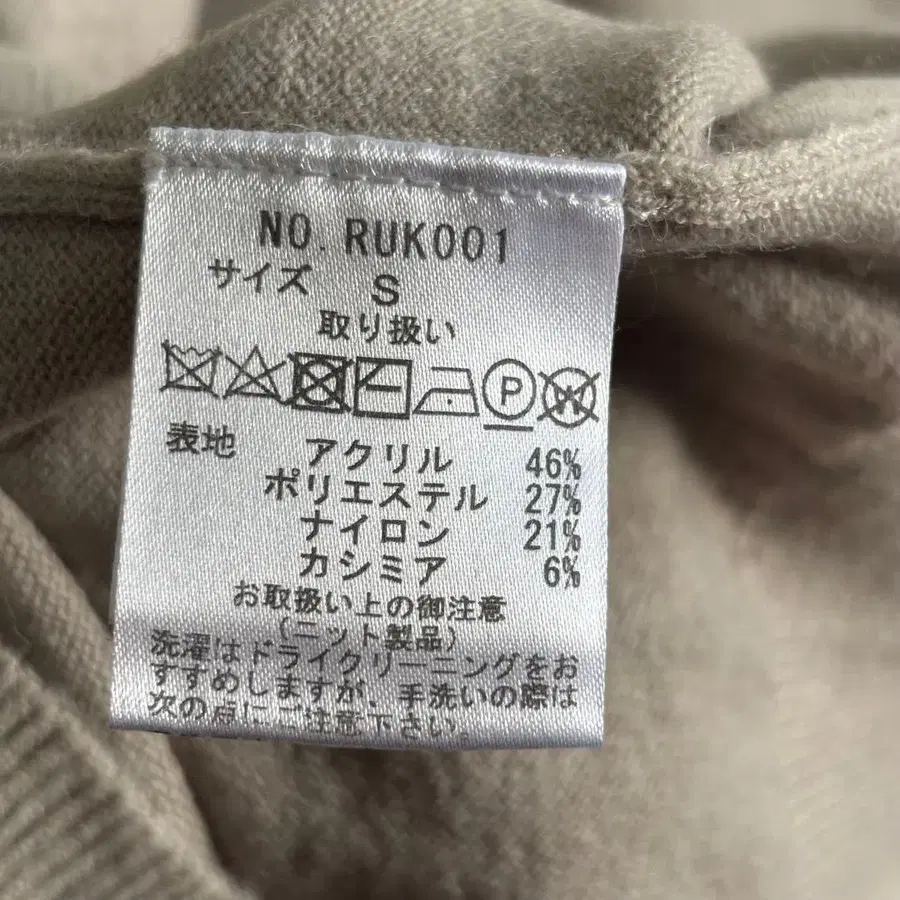 NO. RUK001
サイズ S
取り扱い
P W
表地 アクリル 46%
ポリエステル 27%
ナイロン 21%
カシミア 6%
お取扱い上の御注意
(ニット製品)
洗濯はドライクリーニングをお
すすめしますが、手洗いの際は
次の点にご注意下さい。